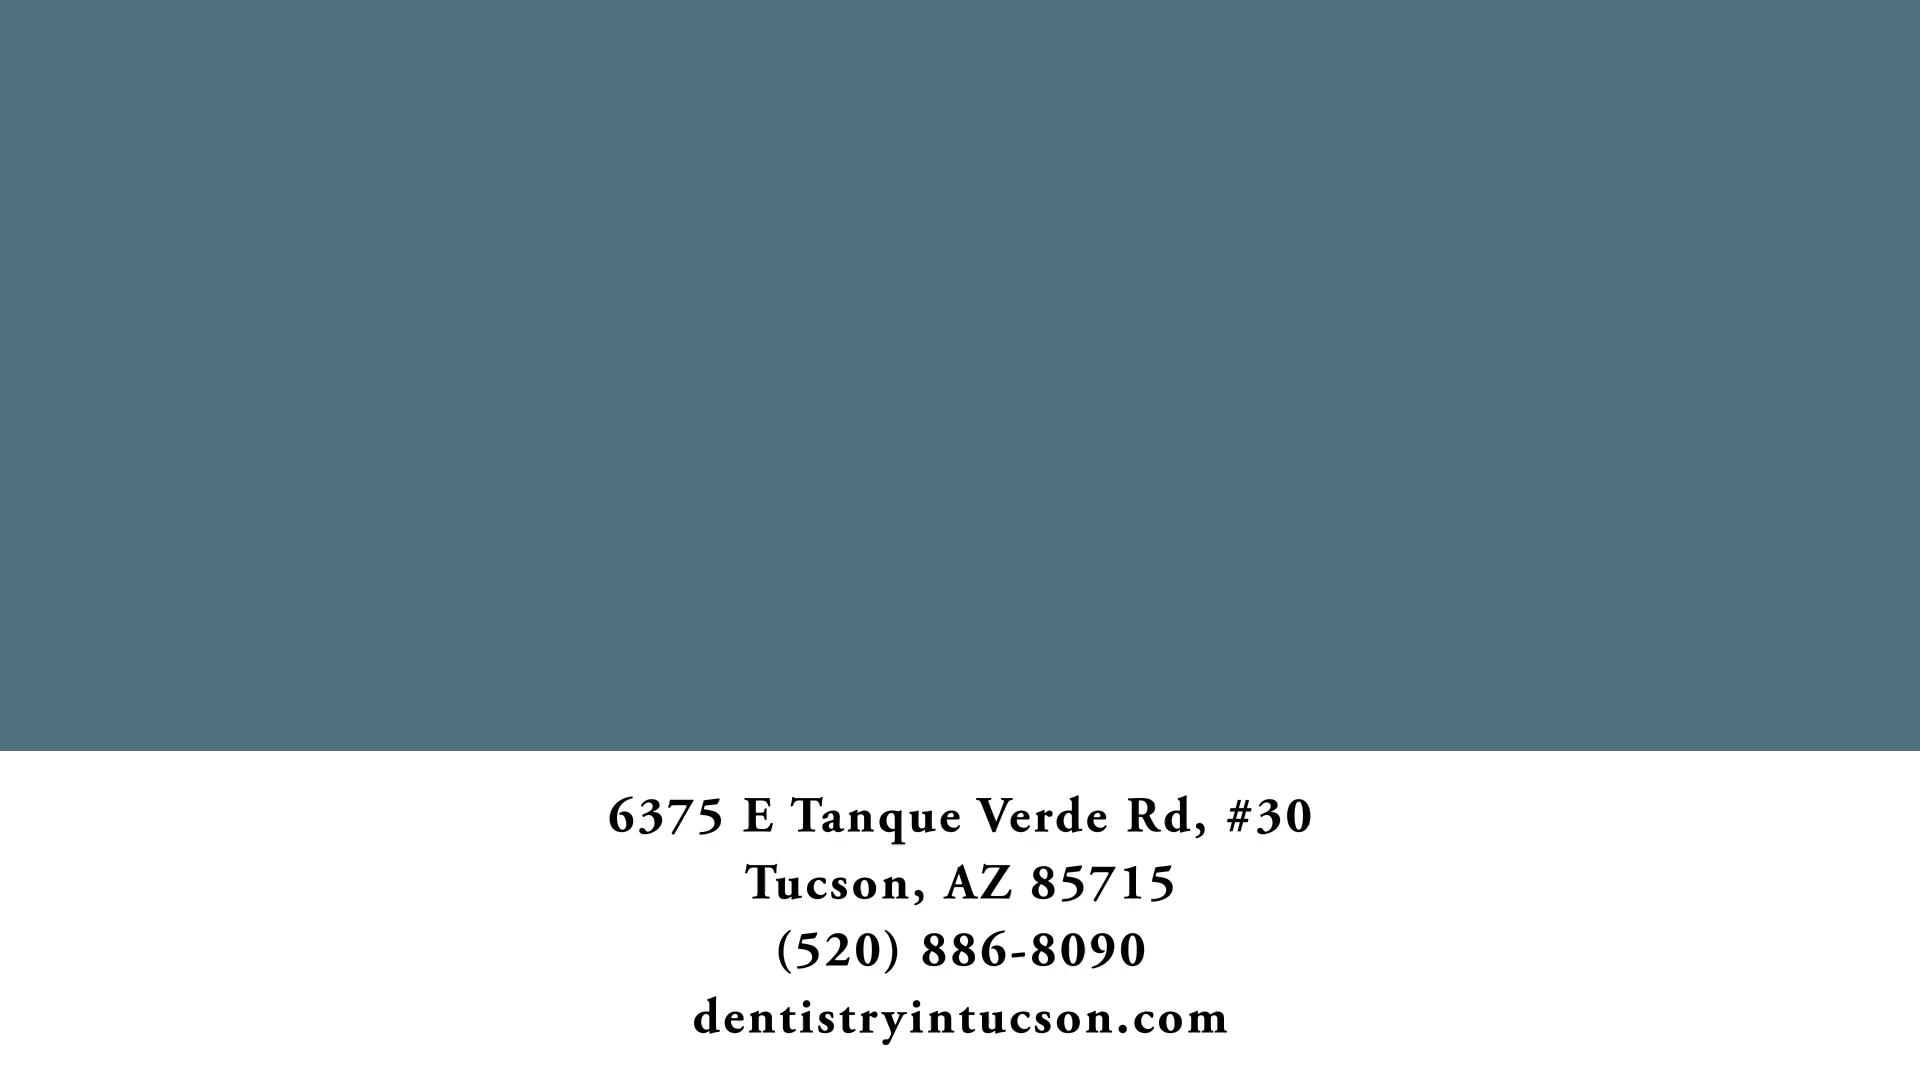 6375 E Tanque Verde Rd, #30
Tucson, AZ 85715
(520) 886-8090
dentistryintucson.com